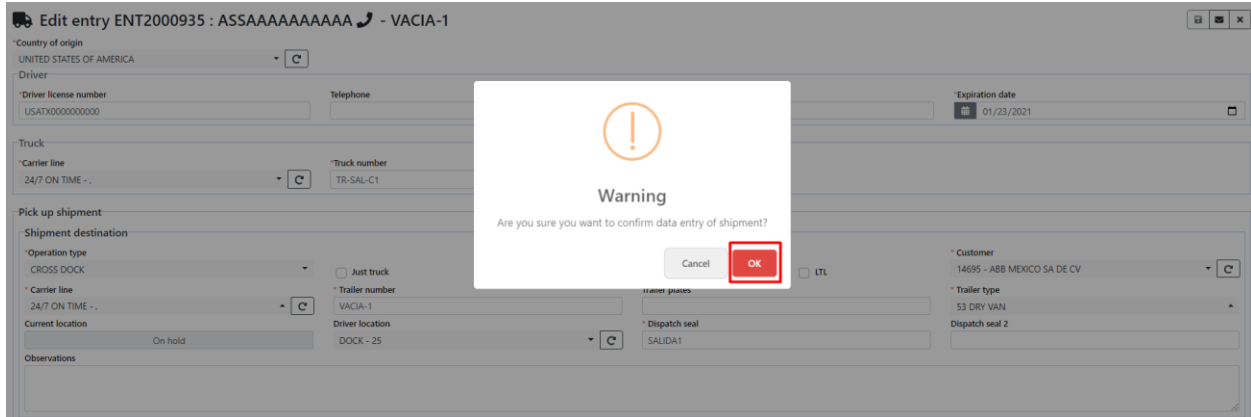 Edit entry ENT2000935 : ASSAAAAAAAAAA - VACIA-1
*Country of origin
UNITED STATES OF AMERICA
Driver
*Driver license number
Telephone
*Expiration date
USATX0000000000
01/23/2021
Truck
*Carrier line
*Truck number
24/7 ON TIME - .
TR-SAL-C1
Warning
Are you sure you want to confirm data entry of shipment?
Cancel
OK
Pick up shipment
Shipment destination
*Operation type
* Customer
CROSS DOCK
Just truck
LTL
14695 - ABB MEXICO SA DE CV
* Carrier line
* Trailer number
Trailer plates
* Trailer type
24/7 ON TIME - .
VACIA-1
53 DRY VAN
Current location
Driver location
* Dispatch seal
Dispatch seal 2
On hold
DOCK - 25
SALIDA1
Observations